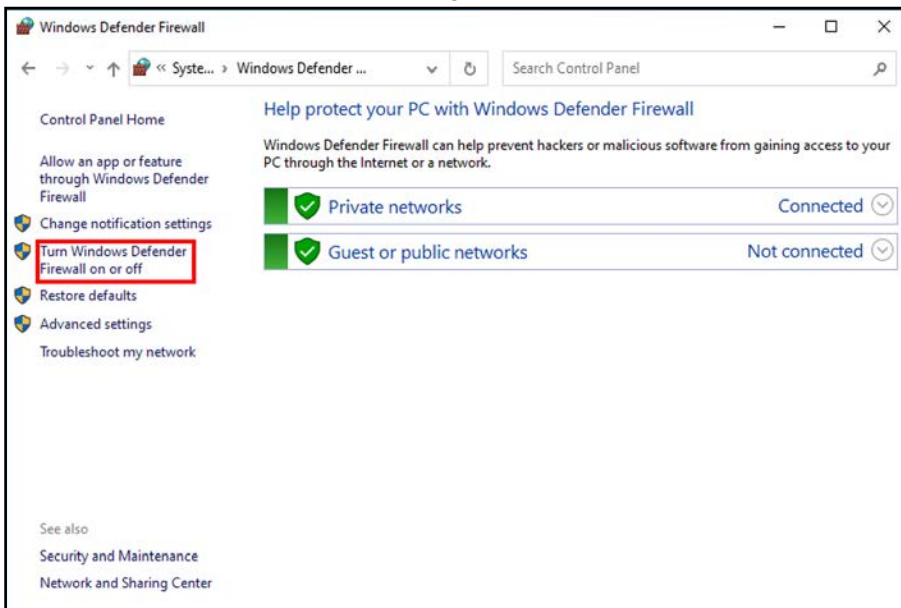 Windows Defender Firewall
« Syste... › Windows Defender ...
Search Control Panel
Control Panel Home
Allow an app or feature
through Windows Defender
Firewall
Change notification settings
Turn Windows Defender
Firewall on or off
Restore defaults
Advanced settings
Troubleshoot my network
See also
Security and Maintenance
Network and Sharing Center
Help protect your PC with Windows Defender Firewall
Windows Defender Firewall can help prevent hackers or malicious software from gaining access to your
PC through the Internet or a network.
Private networks Connected
Guest or public networks Not connected